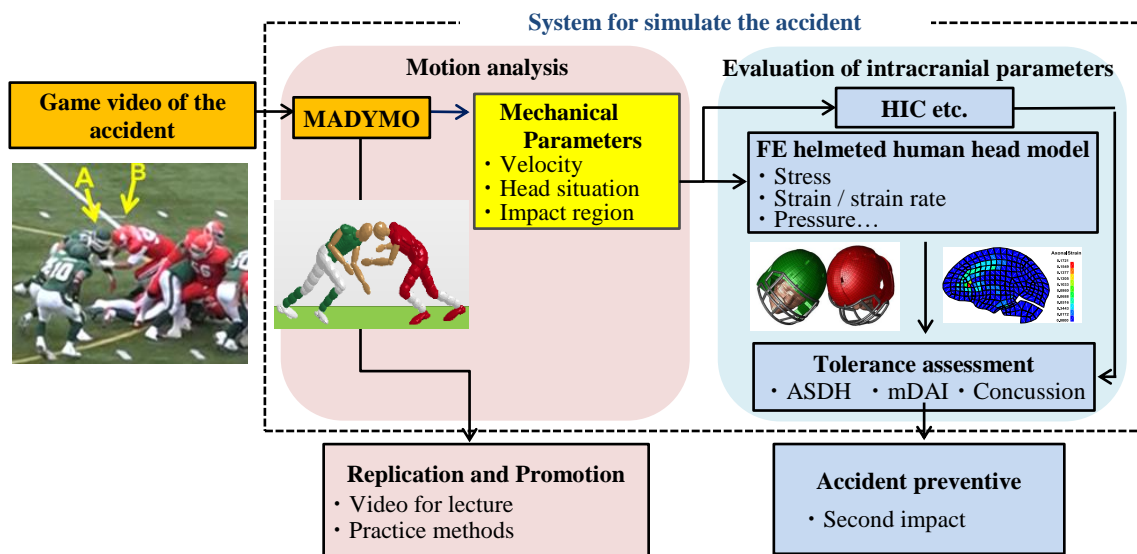 System for simulate the accident
Motion analysis
Evaluation of intracranial parameters
Game video of the
accident
MADYMO
Mechanical
Parameters
・Velocity
・Head situation
・Impact region
HIC etc.
FE helmeted human head model
・Stress
・Strain / strain rate
・Pressure…
A
B
Axonal Strain
Tolerance assessment
・ASDH ・mDAI・Concussion
Replication and Promotion
・Video for lecture
・Practice methods
Accident preventive
・Second impact